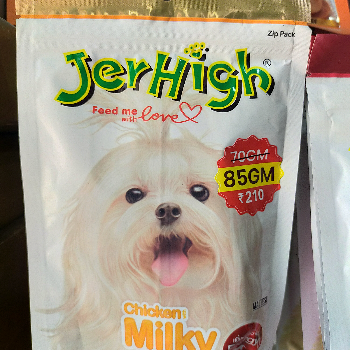 Zip Pack
JerHigh®
Feed me
with love
70GM
85GM
₹210
Chicken
Milky